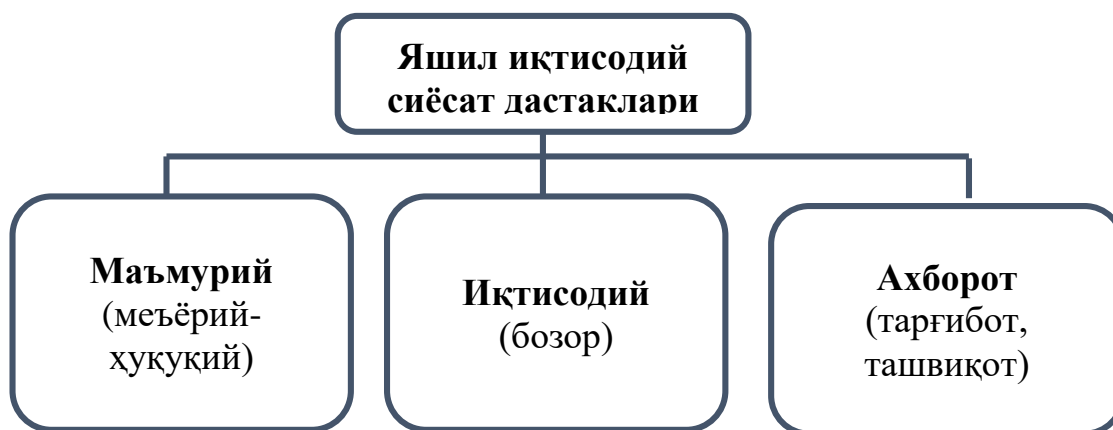 Яшил иқтисодий
сиёсат дастаклари
Маъмурий
(меъёрий-
ҳуқуқий)
Иқтисодий
(бозор)
Ахборот
(тарғибот,
ташвиқот)